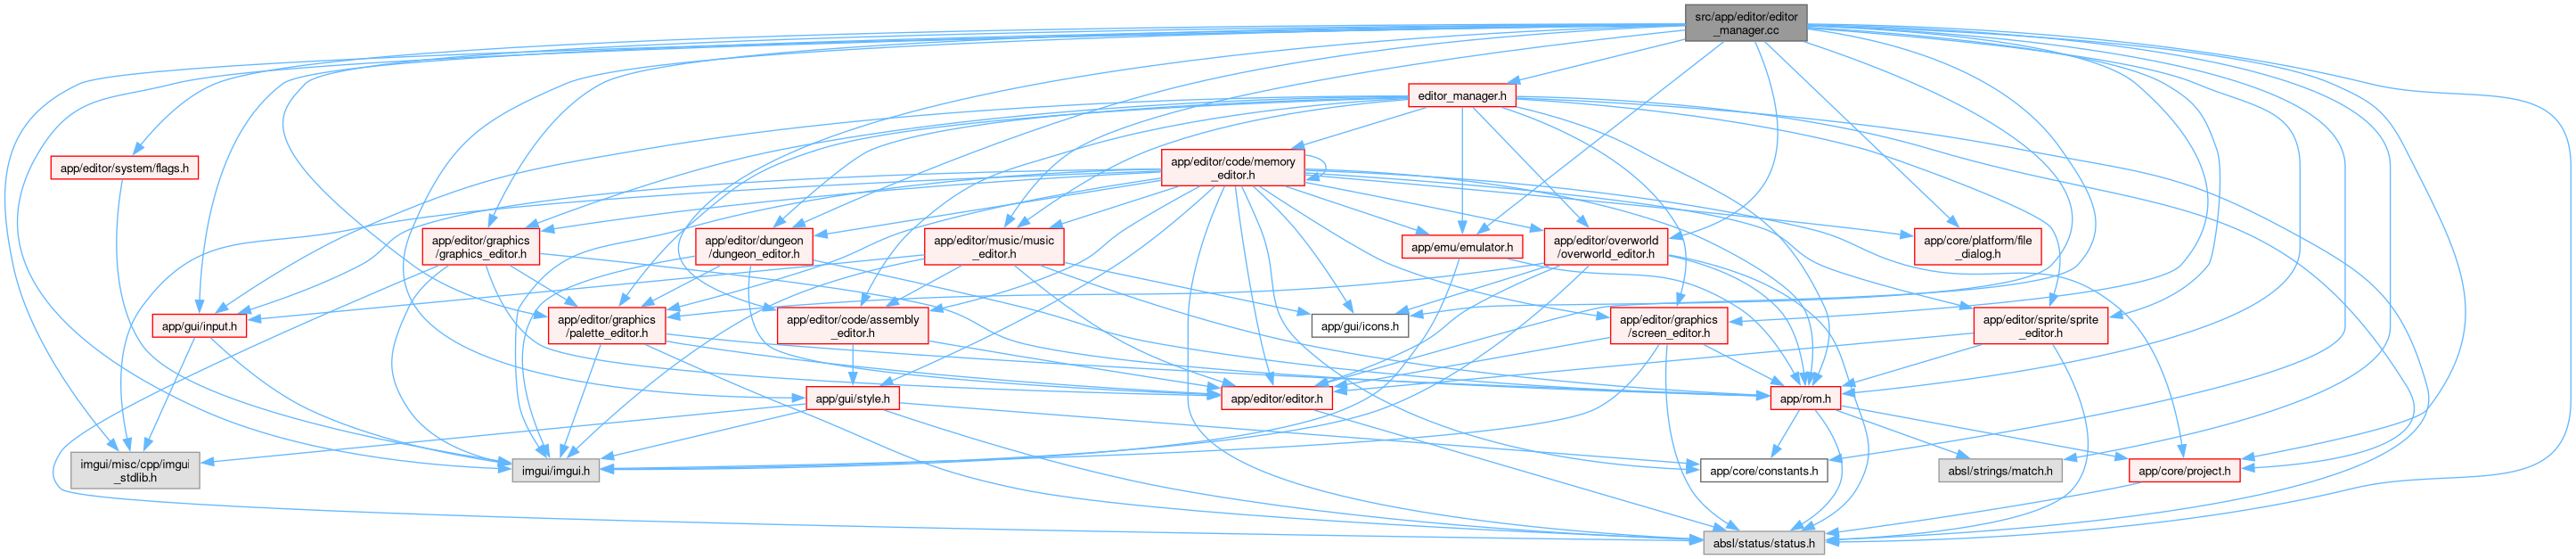 src/app/editor/editor
_manager.cc
editor_manager.h
app/editor/system/flags.h
app/editor/code/memory
_editor.h
app/editor/graphics
/graphics_editor.h
app/editor/dungeon
/dungeon_editor.h
app/editor/music/music
_editor.h
app/emu/emulator.h
app/editor/overworld
/overworld_editor.h
app/core/platform/file
_dialog.h
app/gui/input.h
app/editor/graphics
/palette_editor.h
app/editor/code/assembly
_editor.h
app/gui/icons.h
app/editor/graphics
/screen_editor.h
app/editor/sprite/sprite
_editor.h
app/gui/style.h
app/editor/editor.h
app/rom.h
imgui/misc/cpp/imgui
_stdlib.h
imgui/imgui.h
app/core/constants.h
absl/strings/match.h
app/core/project.h
absl/status/status.h